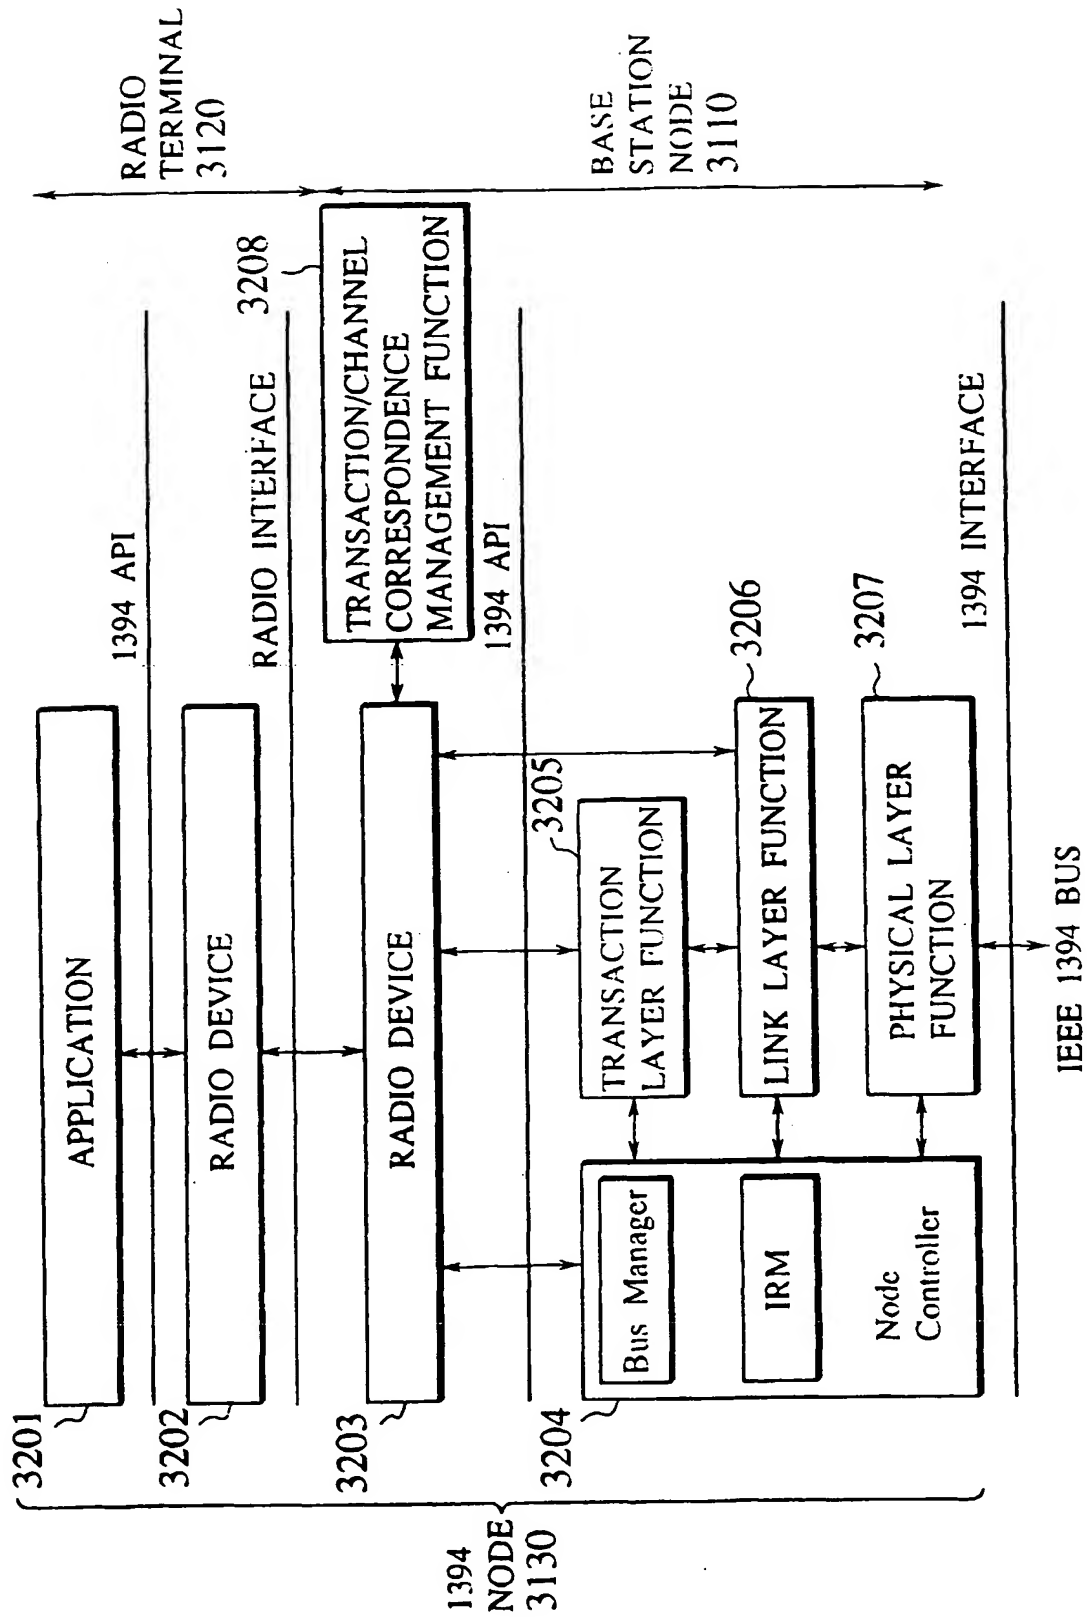 RADIO
TERMINAL
3120
BASE
STATION
NODE
3110
3201
APPLICATION
1394 API
3202
RADIO DEVICE
RADIO INTERFACE
3208
TRANSACTION/CHANNEL
CORRESPONDENCE
MANAGEMENT FUNCTION
3203
RADIO DEVICE
1394 API
3204
Bus Manager
IRM
Node
Controller
3205
TRANSACTION
LAYER FUNCTION
3206
LINK LAYER FUNCTION
3207
PHYSICAL LAYER
FUNCTION
1394 INTERFACE
IEEE 1394 BUS
1394
NODE
3130